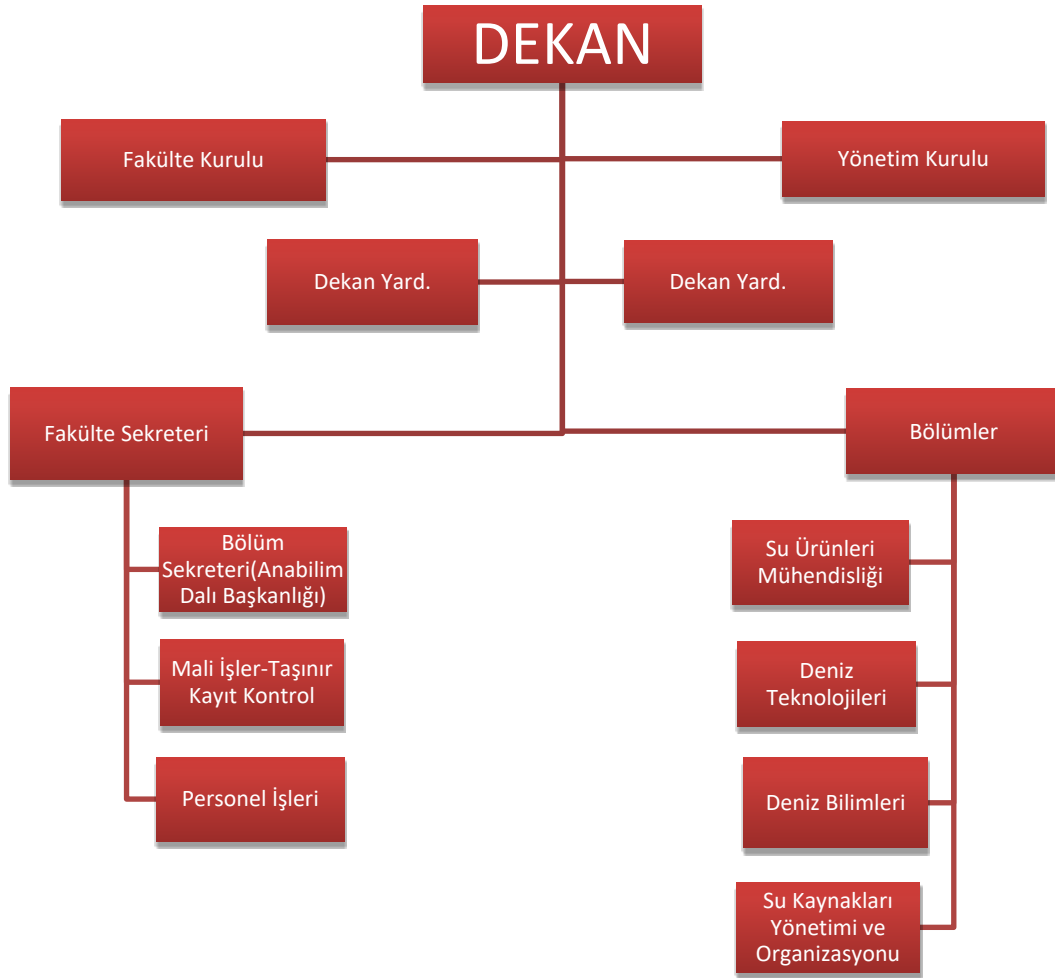 DEKAN
Fakülte Kurulu
Yönetim Kurulu
Dekan Yard.
Dekan Yard.
Fakülte Sekreteri
Bölümler
Bölüm
Sekreteri(Anabilim
Dalı Başkanlığı)
Mali İşler-Taşınır
Kayıt Kontrol
Personel İşleri
Su Ürünleri
Mühendisliği
Deniz
Teknolojileri
Deniz Bilimleri
Su Kaynakları
Yönetimi ve
Organizasyonu